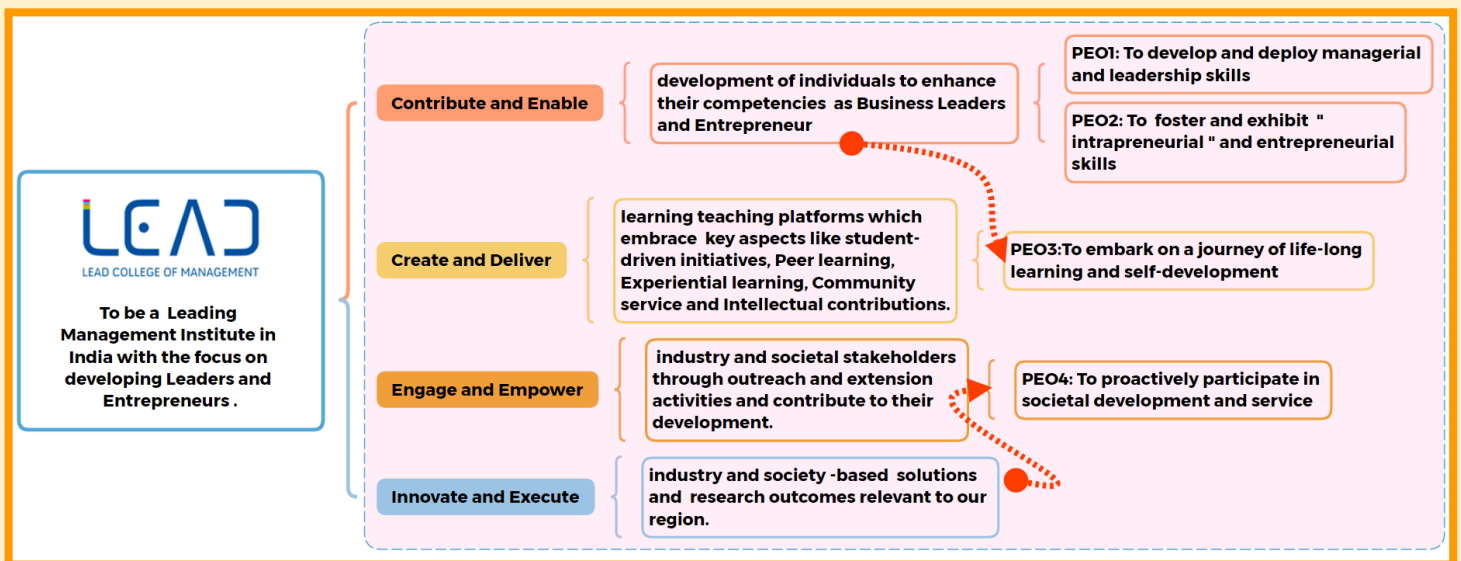 LEAD
LEAD COLLEGE OF MANAGEMENT
To be a Leading
Management Institute in
India with the focus on
developing Leaders and
Entrepreneurs .
Contribute and Enable
development of individuals to enhance
their competencies as Business Leaders
and Entrepreneur
PEO1: To develop and deploy managerial
and leadership skills
PEO2: To foster and exhibit "
intrapreneurial " and entrepreneurial
skills
Create and Deliver
learning teaching platforms which
embrace key aspects like student-
driven initiatives, Peer learning,
Experiential learning, Community
service and Intellectual contributions.
PEO3:To embark on a journey of life-long
learning and self-development
Engage and Empower
industry and societal stakeholders
through outreach and extension
activities and contribute to their
development.
PEO4: To proactively participate in
societal development and service
Innovate and Execute
industry and society -based solutions
and research outcomes relevant to our
region.